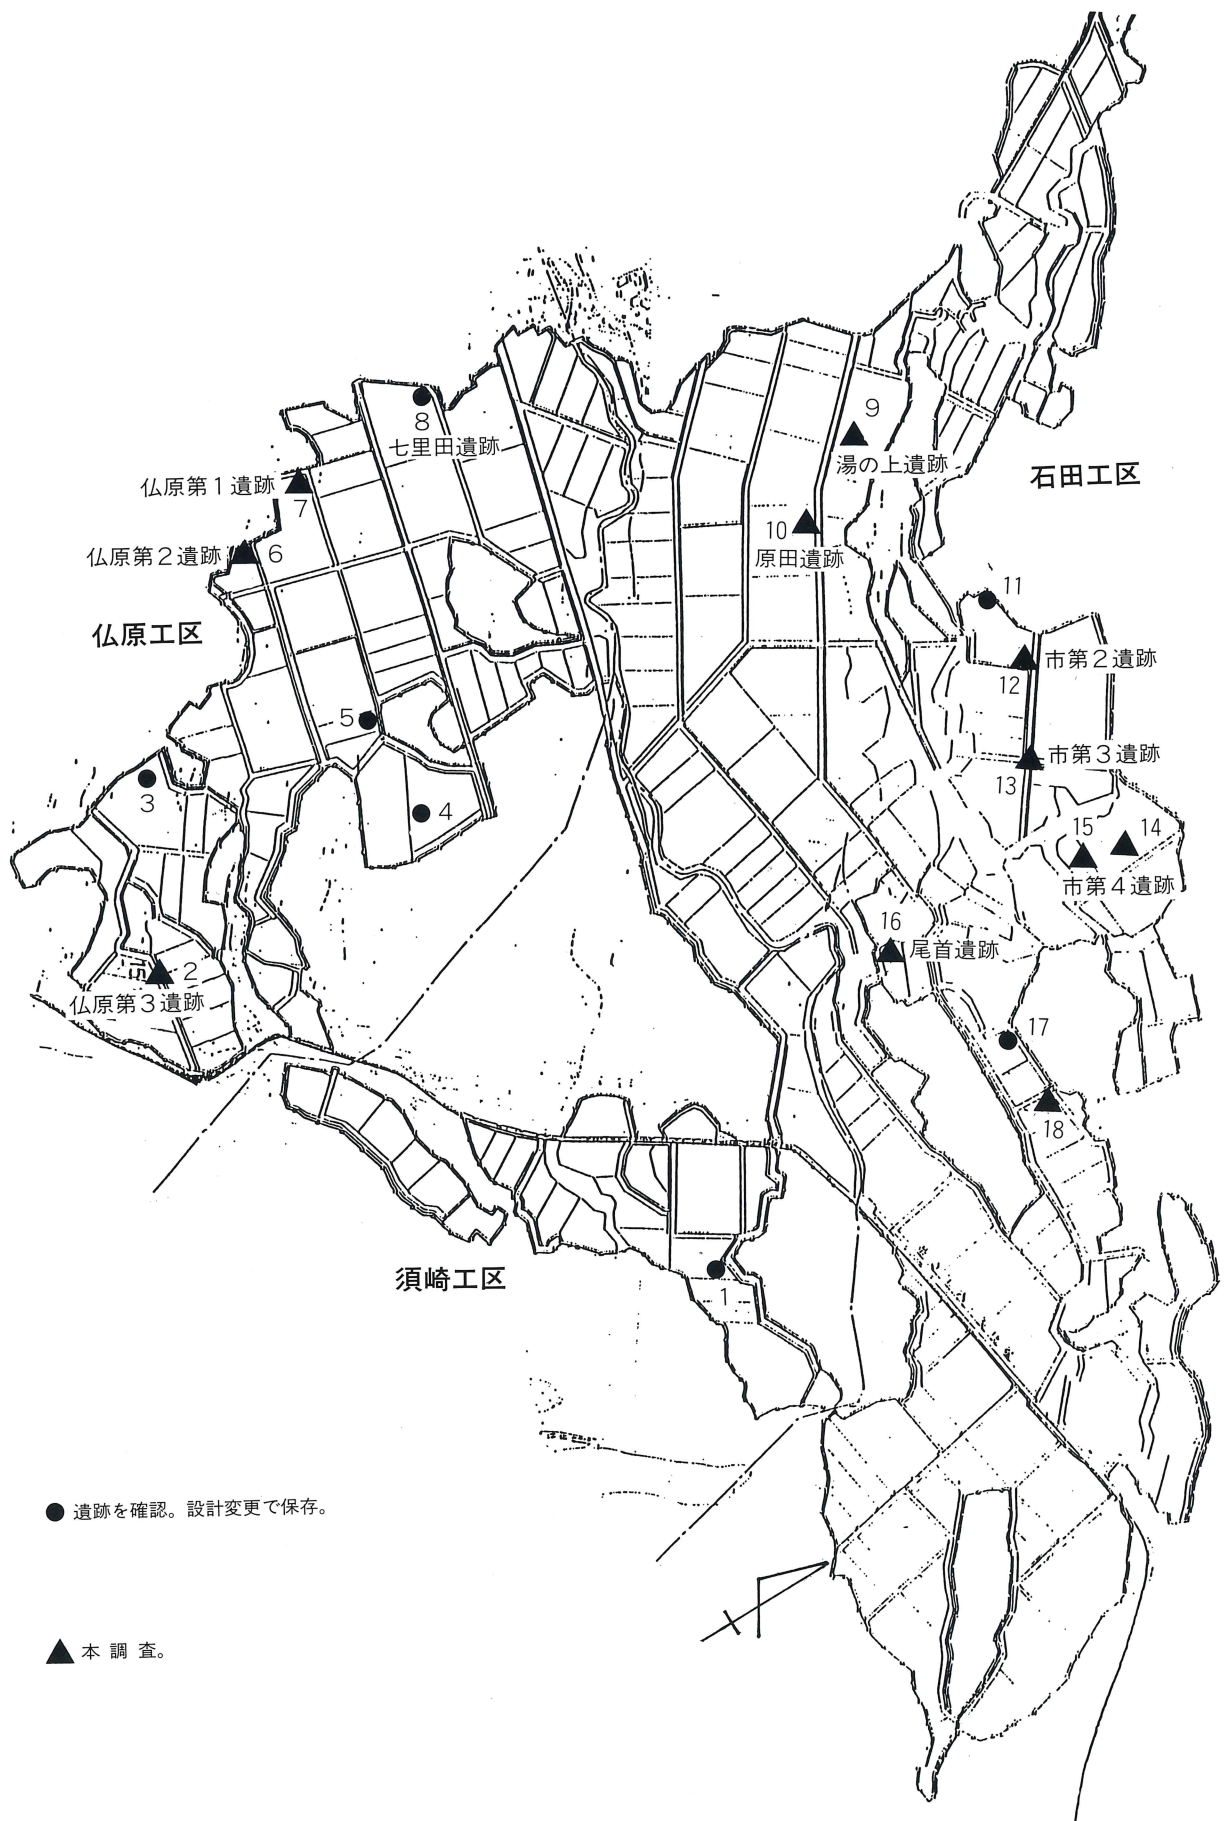 9
湯の上遺跡
石田工区
8
七里田遺跡
仏原第1遺跡
7
10
原田遺跡
仏原第2遺跡 6
11
仏原工区
市第2遺跡
12
5
市第3遺跡
13
3
4
15
14
市第4遺跡
16
尾首遺跡
2
仏原第3遺跡
17
18
須崎工区
1
● 遺跡を確認。設計変更で保存。
▲ 本調査。